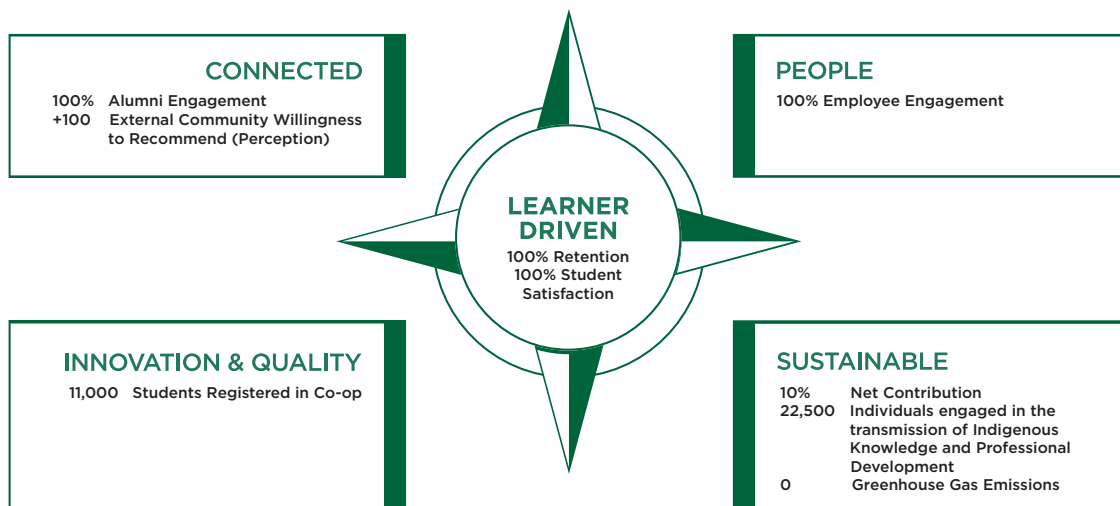 CONNECTED
100% Alumni Engagement
+100 External Community Willingness
to Recommend (Perception)
PEOPLE
100% Employee Engagement
LEARNER
DRIVEN
100% Retention
100% Student
Satisfaction
INNOVATION & QUALITY
11,000 Students Registered in Co-op
SUSTAINABLE
10% Net Contribution
22,500 Individuals engaged in the
transmission of Indigenous
Knowledge and Professional
Development
0 Greenhouse Gas Emissions